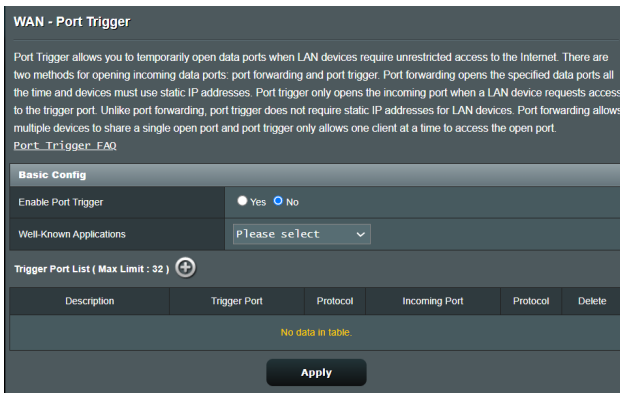 WAN - Port Trigger
Port Trigger allows you to temporarily open data ports when LAN devices require unrestricted access to the Internet. There are
two methods for opening incoming data ports: port forwarding and port trigger. Port forwarding opens the specified data ports all
the time and devices must use static IP addresses. Port trigger only opens the incoming port when a LAN device requests access
to the trigger port. Unlike port forwarding, port trigger does not require static IP addresses for LAN devices. Port forwarding allows
multiple devices to share a single open port and port trigger only allows one client at a time to access the open port.
Port Trigger FAQ
Basic Config
Enable Port Trigger Yes No
Well-Known Applications Please select
Trigger Port List ( Max Limit : 32 )
Description Trigger Port Protocol Incoming Port Protocol Delete
No data in table.
Apply